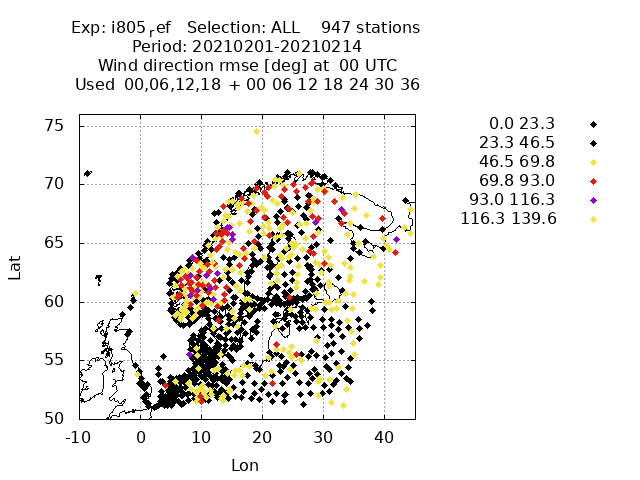 Exp: i805ref   Selection: ALL    947 stations
Period: 20210201-20210214
Wind direction rmse [deg] at  00 UTC
Used  00,06,12,18  + 00 06 12 18 24 30 36
0.0 23.3
23.3 46.5
46.5 69.8
69.8 93.0
93.0 116.3
116.3 139.6
75
70
65
60
55
50
Lat
-10 0 10 20 30 40
Lon